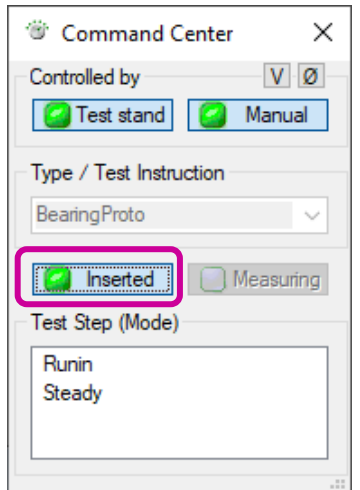 Command Center
Controlled by V Ø
Test stand Manual
Type / Test Instruction
BearingProto
Inserted Measuring
Test Step (Mode)
Runin
Steady